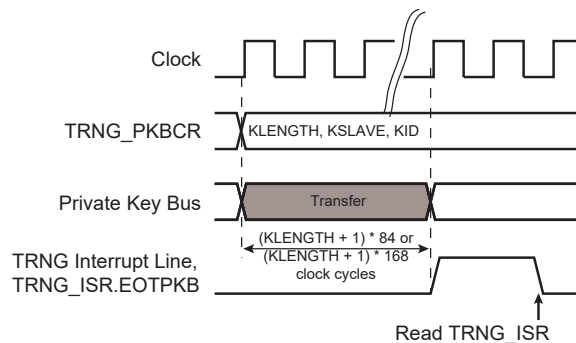 Clock
TRNG_PKBCR
KLENGTH, KSLAVE, KID
Private Key Bus
Transfer
(KLENGTH + 1) * 84 or
(KLENGTH + 1) * 168
clock cycles
TRNG Interrupt Line,
TRNG_ISR.EOTPKB
Read TRNG_ISR